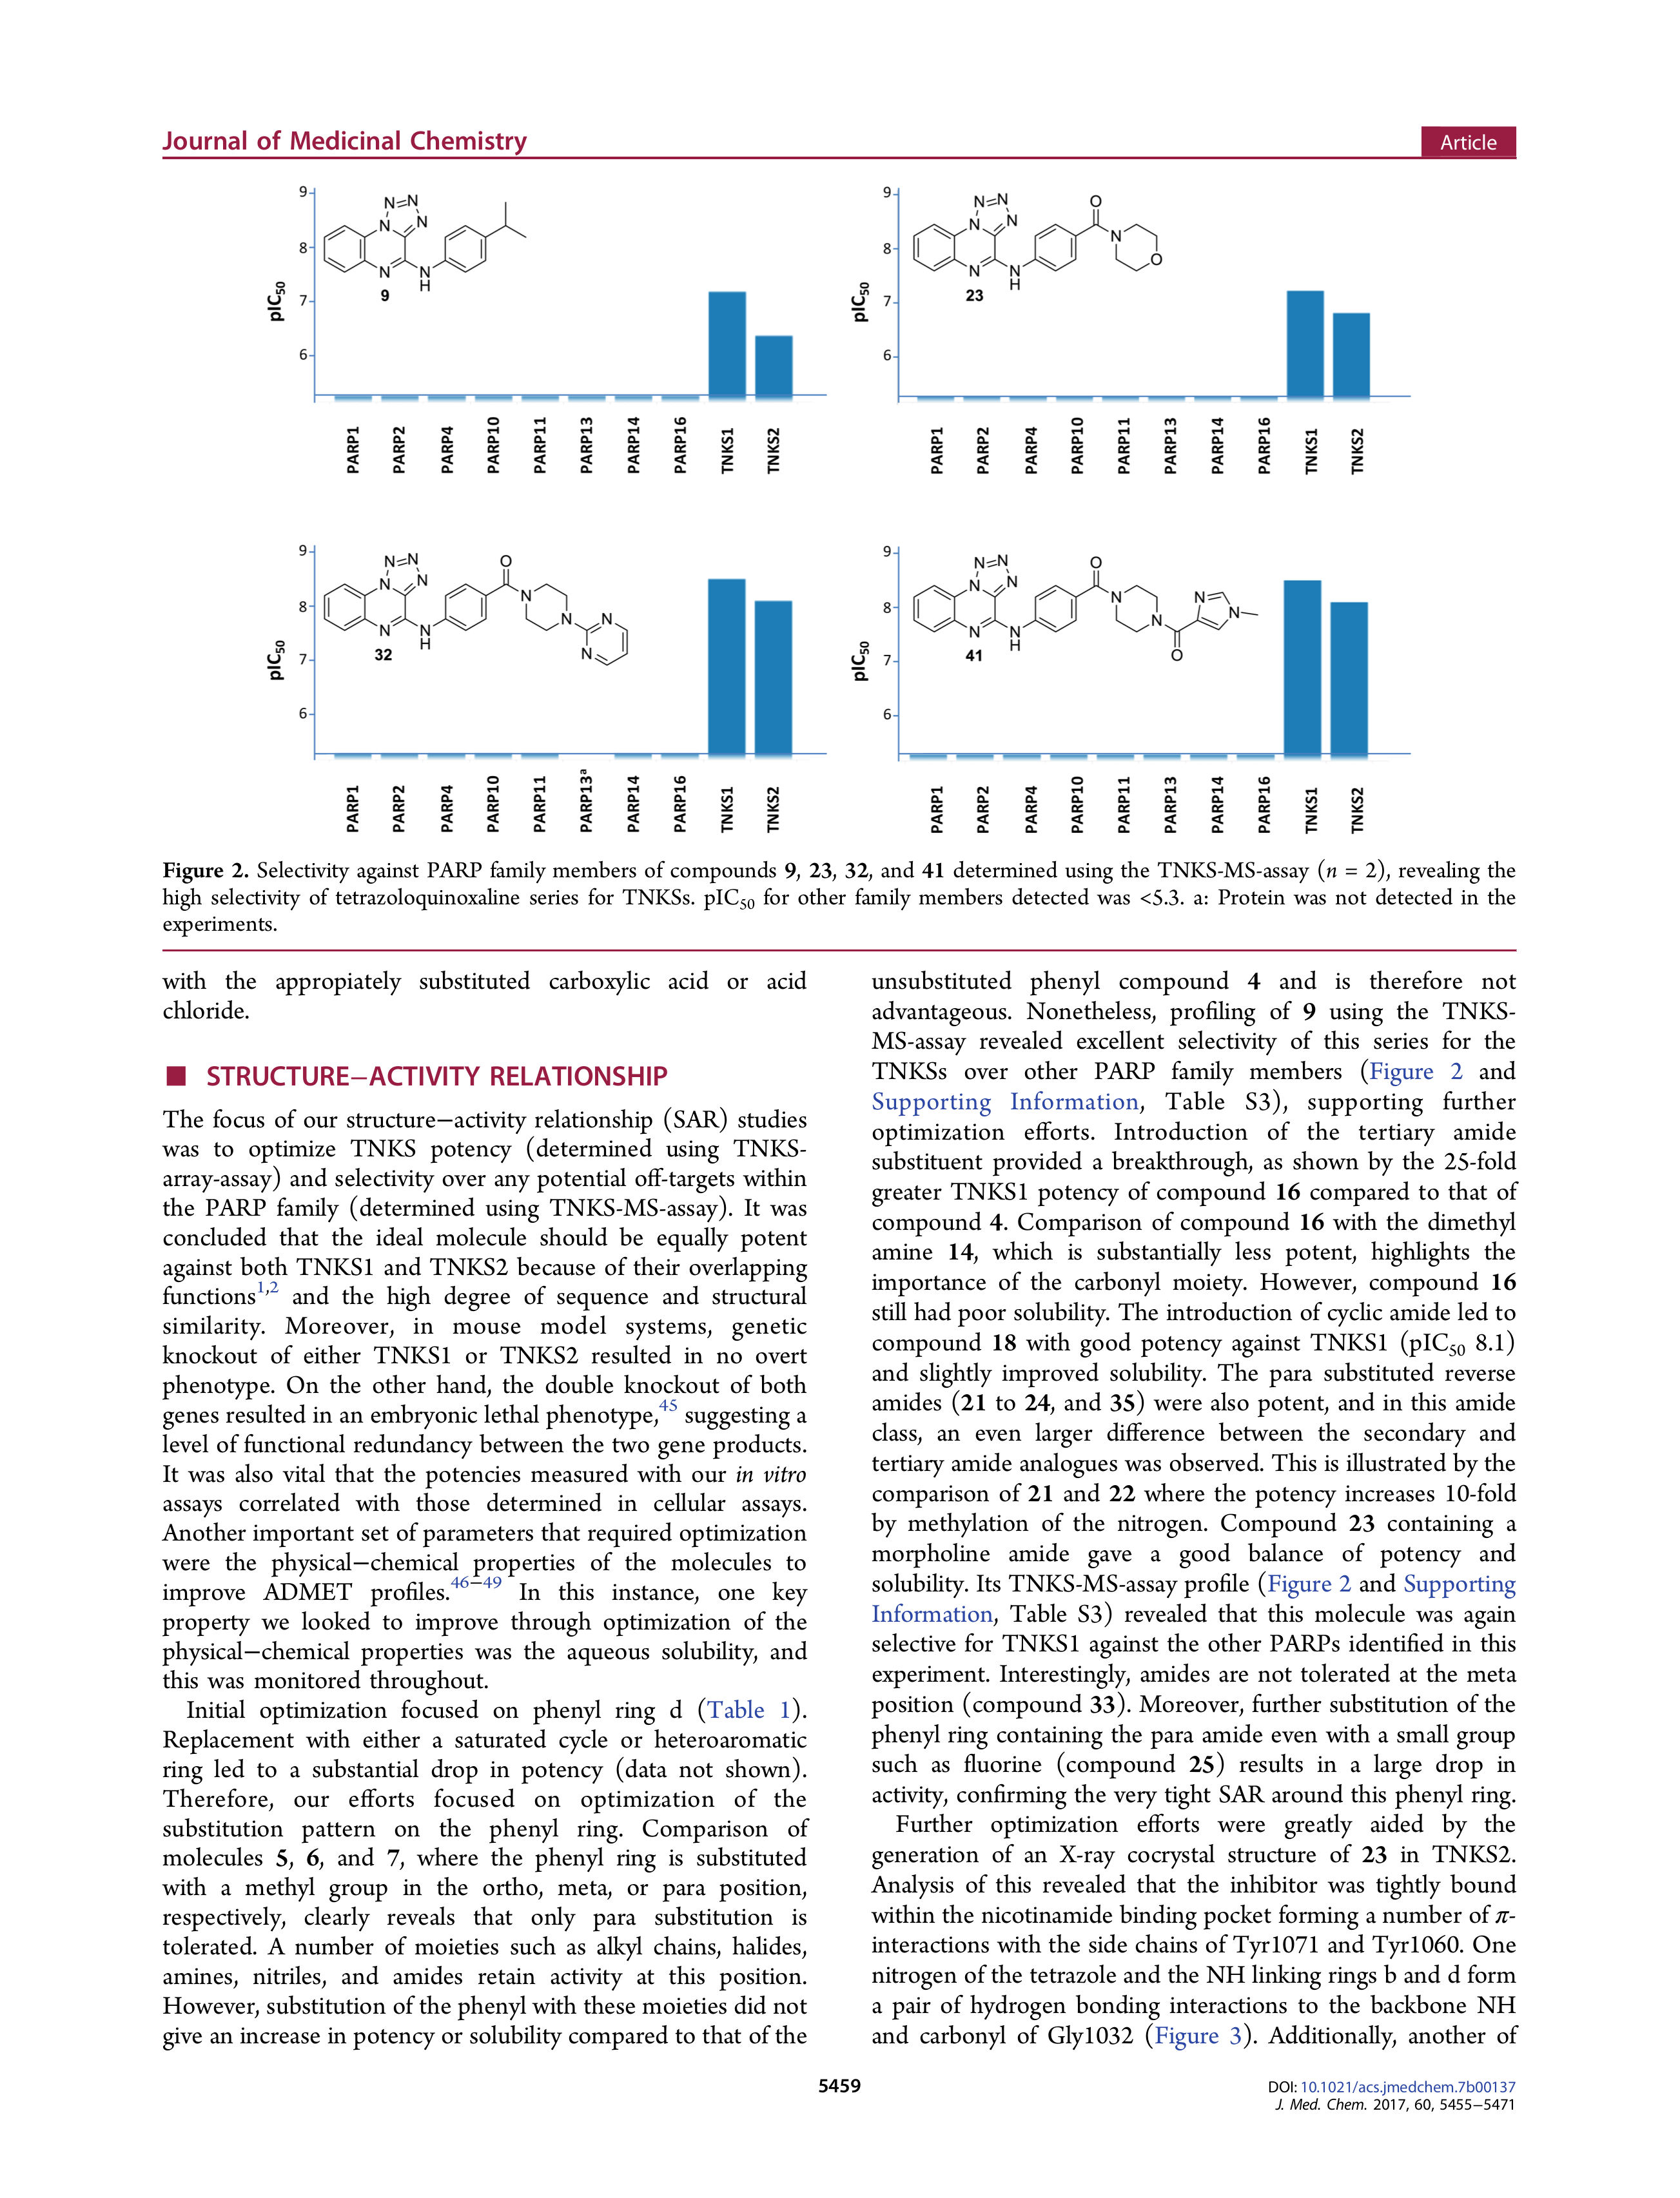 Journal of Medicinal Chemistry
Article
9
8
7
6
pIC50
N=N
N
N
N
N
H
9
PARP1
PARP2
PARP4
PARP10
PARP11
PARP13
PARP14
PARP16
TNKS1
TNKS2
9
8
7
6
pIC50
N=N
N
N
N
N
H
O
N
O
23
PARP1
PARP2
PARP4
PARP10
PARP11
PARP13
PARP14
PARP16
TNKS1
TNKS2
9
8
7
6
pIC50
N=N
N
N
N
N
H
O
N
N
N
N
32
PARP1
PARP2
PARP4
PARP10
PARP11
PARP13a
PARP14
PARP16
TNKS1
TNKS2
9
8
7
6
pIC50
N=N
N
N
N
N
H
O
N
N
O
N
N
41
PARP1
PARP2
PARP4
PARP10
PARP11
PARP13
PARP14
PARP16
TNKS1
TNKS2
Figure 2. Selectivity against PARP family members of compounds 9, 23, 32, and 41 determined using the TNKS-MS-assay (n = 2), revealing the
high selectivity of tetrazoloquinoxaline series for TNKSs. pIC50 for other family members detected was <5.3. a: Protein was not detected in the
experiments.
with the appropiately substituted carboxylic acid or acid
chloride.
■ STRUCTURE−ACTIVITY RELATIONSHIP
The focus of our structure−activity relationship (SAR) studies
was to optimize TNKS potency (determined using TNKS-
array-assay) and selectivity over any potential off-targets within
the PARP family (determined using TNKS-MS-assay). It was
concluded that the ideal molecule should be equally potent
against both TNKS1 and TNKS2 because of their overlapping
functions1,2 and the high degree of sequence and structural
similarity. Moreover, in mouse model systems, genetic
knockout of either TNKS1 or TNKS2 resulted in no overt
phenotype. On the other hand, the double knockout of both
genes resulted in an embryonic lethal phenotype,45 suggesting a
level of functional redundancy between the two gene products.
It was also vital that the potencies measured with our in vitro
assays correlated with those determined in cellular assays.
Another important set of parameters that required optimization
were the physical−chemical properties of the molecules to
improve ADMET profiles.46−49 In this instance, one key
property we looked to improve through optimization of the
physical−chemical properties was the aqueous solubility, and
this was monitored throughout.
Initial optimization focused on phenyl ring d (Table 1).
Replacement with either a saturated cycle or heteroaromatic
ring led to a substantial drop in potency (data not shown).
Therefore, our efforts focused on optimization of the
substitution pattern on the phenyl ring. Comparison of
molecules 5, 6, and 7, where the phenyl ring is substituted
with a methyl group in the ortho, meta, or para position,
respectively, clearly reveals that only para substitution is
tolerated. A number of moieties such as alkyl chains, halides,
amines, nitriles, and amides retain activity at this position.
However, substitution of the phenyl with these moieties did not
give an increase in potency or solubility compared to that of the
unsubstituted phenyl compound 4 and is therefore not
advantageous. Nonetheless, profiling of 9 using the TNKS-
MS-assay revealed excellent selectivity of this series for the
TNKSs over other PARP family members (Figure 2 and
Supporting Information, Table S3), supporting further
optimization efforts. Introduction of the tertiary amide
substituent provided a breakthrough, as shown by the 25-fold
greater TNKS1 potency of compound 16 compared to that of
compound 4. Comparison of compound 16 with the dimethyl
amine 14, which is substantially less potent, highlights the
importance of the carbonyl moiety. However, compound 16
still had poor solubility. The introduction of cyclic amide led to
compound 18 with good potency against TNKS1 (pIC50 8.1)
and slightly improved solubility. The para substituted reverse
amides (21 to 24, and 35) were also potent, and in this amide
class, an even larger difference between the secondary and
tertiary amide analogues was observed. This is illustrated by the
comparison of 21 and 22 where the potency increases 10-fold
by methylation of the nitrogen. Compound 23 containing a
morpholine amide gave a good balance of potency and
solubility. Its TNKS-MS-assay profile (Figure 2 and Supporting
Information, Table S3) revealed that this molecule was again
selective for TNKS1 against the other PARPs identified in this
experiment. Interestingly, amides are not tolerated at the meta
position (compound 33). Moreover, further substitution of the
phenyl ring containing the para amide even with a small group
such as fluorine (compound 25) results in a large drop in
activity, confirming the very tight SAR around this phenyl ring.
Further optimization efforts were greatly aided by the
generation of an X-ray cocrystal structure of 23 in TNKS2.
Analysis of this revealed that the inhibitor was tightly bound
within the nicotinamide binding pocket forming a number of π-
interactions with the side chains of Tyr1071 and Tyr1060. One
nitrogen of the tetrazole and the NH linking rings b and d form
a pair of hydrogen bonding interactions to the backbone NH
and carbonyl of Gly1032 (Figure 3). Additionally, another of
5459
DOI: 10.1021/acs.jmedchem.7b00137
J. Med. Chem. 2017, 60, 5455−5471